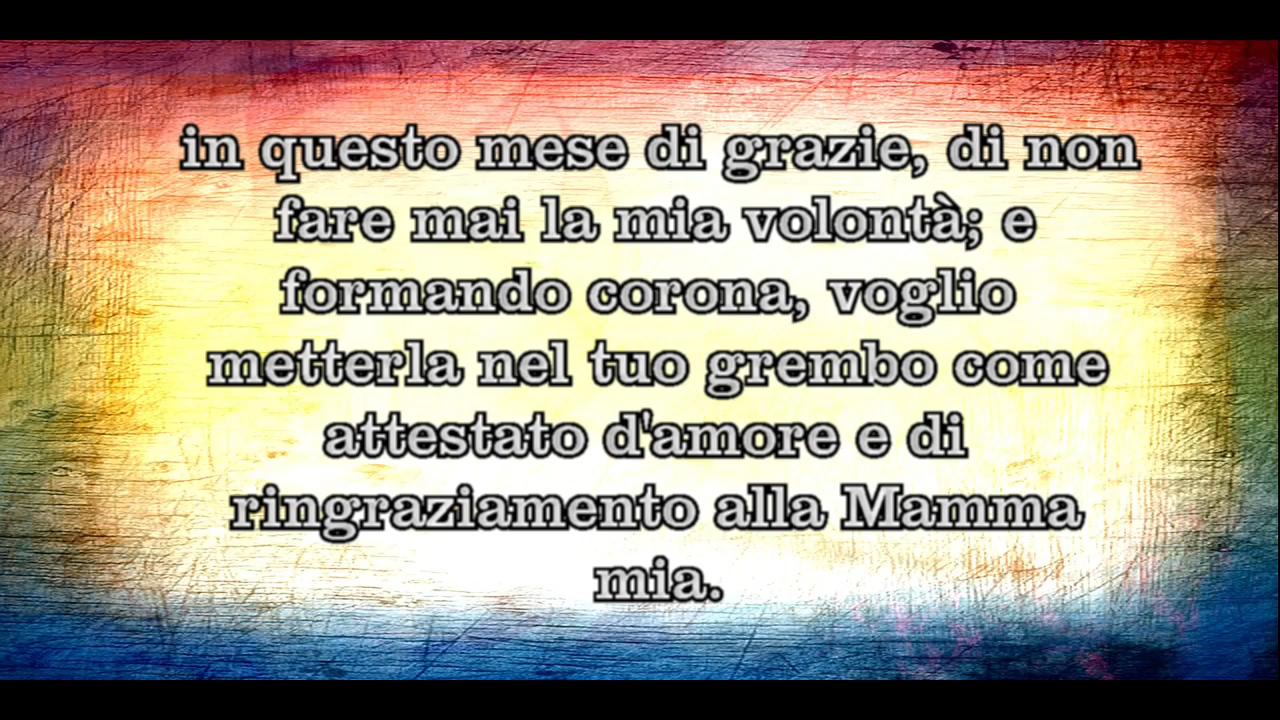 in questo mese di grazie, di non
fare mai la mia volontà; e
formando corona, voglio
metterla nel tuo grembo come
attestato d'amore e di
ringraziamento alla Mamma
mia.